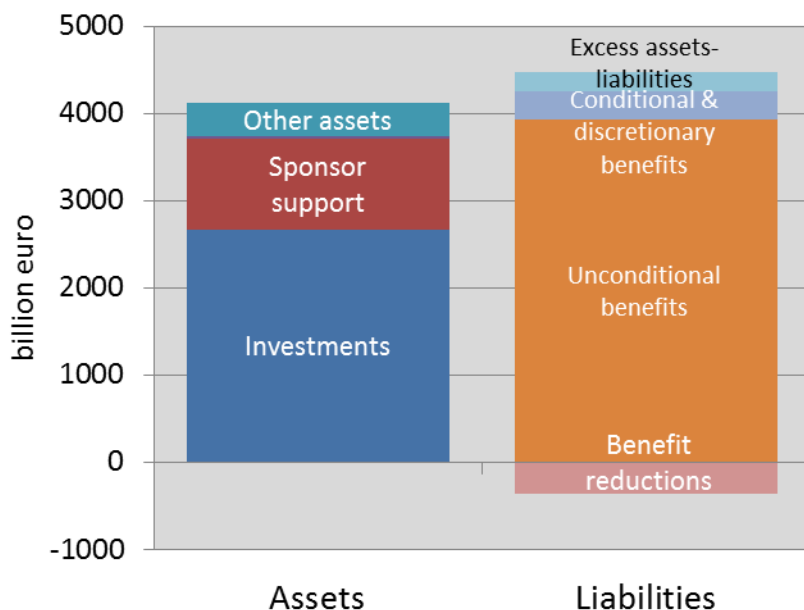 billion euro
5000
4000
3000
2000
1000
0
-1000
Other assets
Sponsor
support
Investments
Excess assets-
liabilities
Conditional &
discretionary
benefits
Unconditional
benefits
Benefit
reductions
Assets
Liabilities